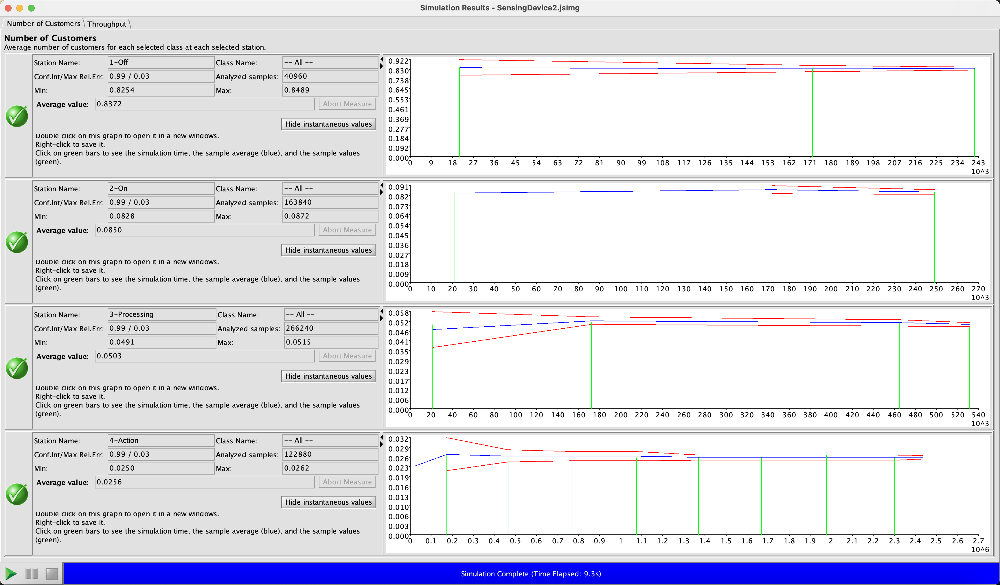 Simulation Results - SensingDevice2.jsimg
Number of Customers Throughput
Number of Customers
Average number of customers for each selected class at each selected station.
Station Name: 1-Off Class Name: -- All --
Conf.Int/Max Rel.Err: 0.99 / 0.03 Analyzed samples: 40960
Min: 0.8254 Max: 0.8489
Average value: 0.8372 Abort Measure
Hide instantaneous values
Double click on this graph to open it in a new windows.
Right-click to save it.
Click on green bars to see the simulation time, the sample average (blue), and the sample values
(green).
0.922
0.830
0.738
0.645
0.553
0.461
0.369
0.277
0.184
0.092
0.000
0 9 18 27 36 45 54 63 72 81 90 99 108 117 126 135 144 153 162 171 180 189 198 207 216 225 234 243
10^3
Station Name: 2-On Class Name: -- All --
Conf.Int/Max Rel.Err: 0.99 / 0.03 Analyzed samples: 163840
Min: 0.0828 Max: 0.0872
Average value: 0.0850 Abort Measure
Hide instantaneous values
Double click on this graph to open it in a new windows.
Right-click to save it.
Click on green bars to see the simulation time, the sample average (blue), and the sample values
(green).
0.091
0.082
0.073
0.064
0.054
0.045
0.036
0.027
0.018
0.009
0.000
0 10 20 30 40 50 60 70 80 90 100 110 120 130 140 150 160 170 180 190 200 210 220 230 240 250 260 270
10^3
Station Name: 3-Processing Class Name: -- All --
Conf.Int/Max Rel.Err: 0.99 / 0.03 Analyzed samples: 266240
Min: 0.0491 Max: 0.0515
Average value: 0.0503 Abort Measure
Hide instantaneous values
Double click on this graph to open it in a new windows.
Right-click to save it.
Click on green bars to see the simulation time, the sample average (blue), and the sample values
(green).
0.058
0.052
0.046
0.041
0.035
0.029
0.023
0.017
0.012
0.006
0.000
0 20 40 60 80 100 120 140 160 180 200 220 240 260 280 300 320 340 360 380 400 420 440 460 480 500 520 540
10^3
Station Name: 4-Action Class Name: -- All --
Conf.Int/Max Rel.Err: 0.99 / 0.03 Analyzed samples: 122880
Min: 0.0250 Max: 0.0262
Average value: 0.0256 Abort Measure
Hide instantaneous values
Double click on this graph to open it in a new windows.
Right-click to save it.
Click on green bars to see the simulation time, the sample average (blue), and the sample values
(green).
0.032
0.029
0.026
0.023
0.019
0.016
0.013
0.010
0.006
0.003
0.000
0 0.1 0.2 0.3 0.4 0.5 0.6 0.7 0.8 0.9 1 1.1 1.2 1.3 1.4 1.5 1.6 1.7 1.8 1.9 2 2.1 2.2 2.3 2.4 2.5 2.6 2.7
10^6
Simulation Complete (Time Elapsed: 9.3s)